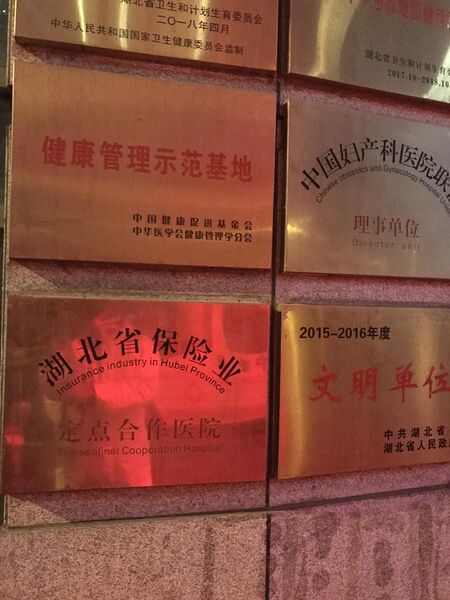 湖北省卫生和计划生育委员会
二〇一八年四月
中华人民共和国国家卫生健康委员会监制
湖北省卫生和计划生育
2017.10-2018.10
健康管理示范基地
中国健康促进基金会
中华医学会健康管理学分会
中国妇产科医院联
Chinese obstetrics and Gynecology Hospital
理事单位
Director unit
湖北省保险业
Insurance industry in Hubei Province
定点合作医院
The sentinel Cooperation Hospital
2015-2016年度
文明单位
中共湖北省
湖北省人民政